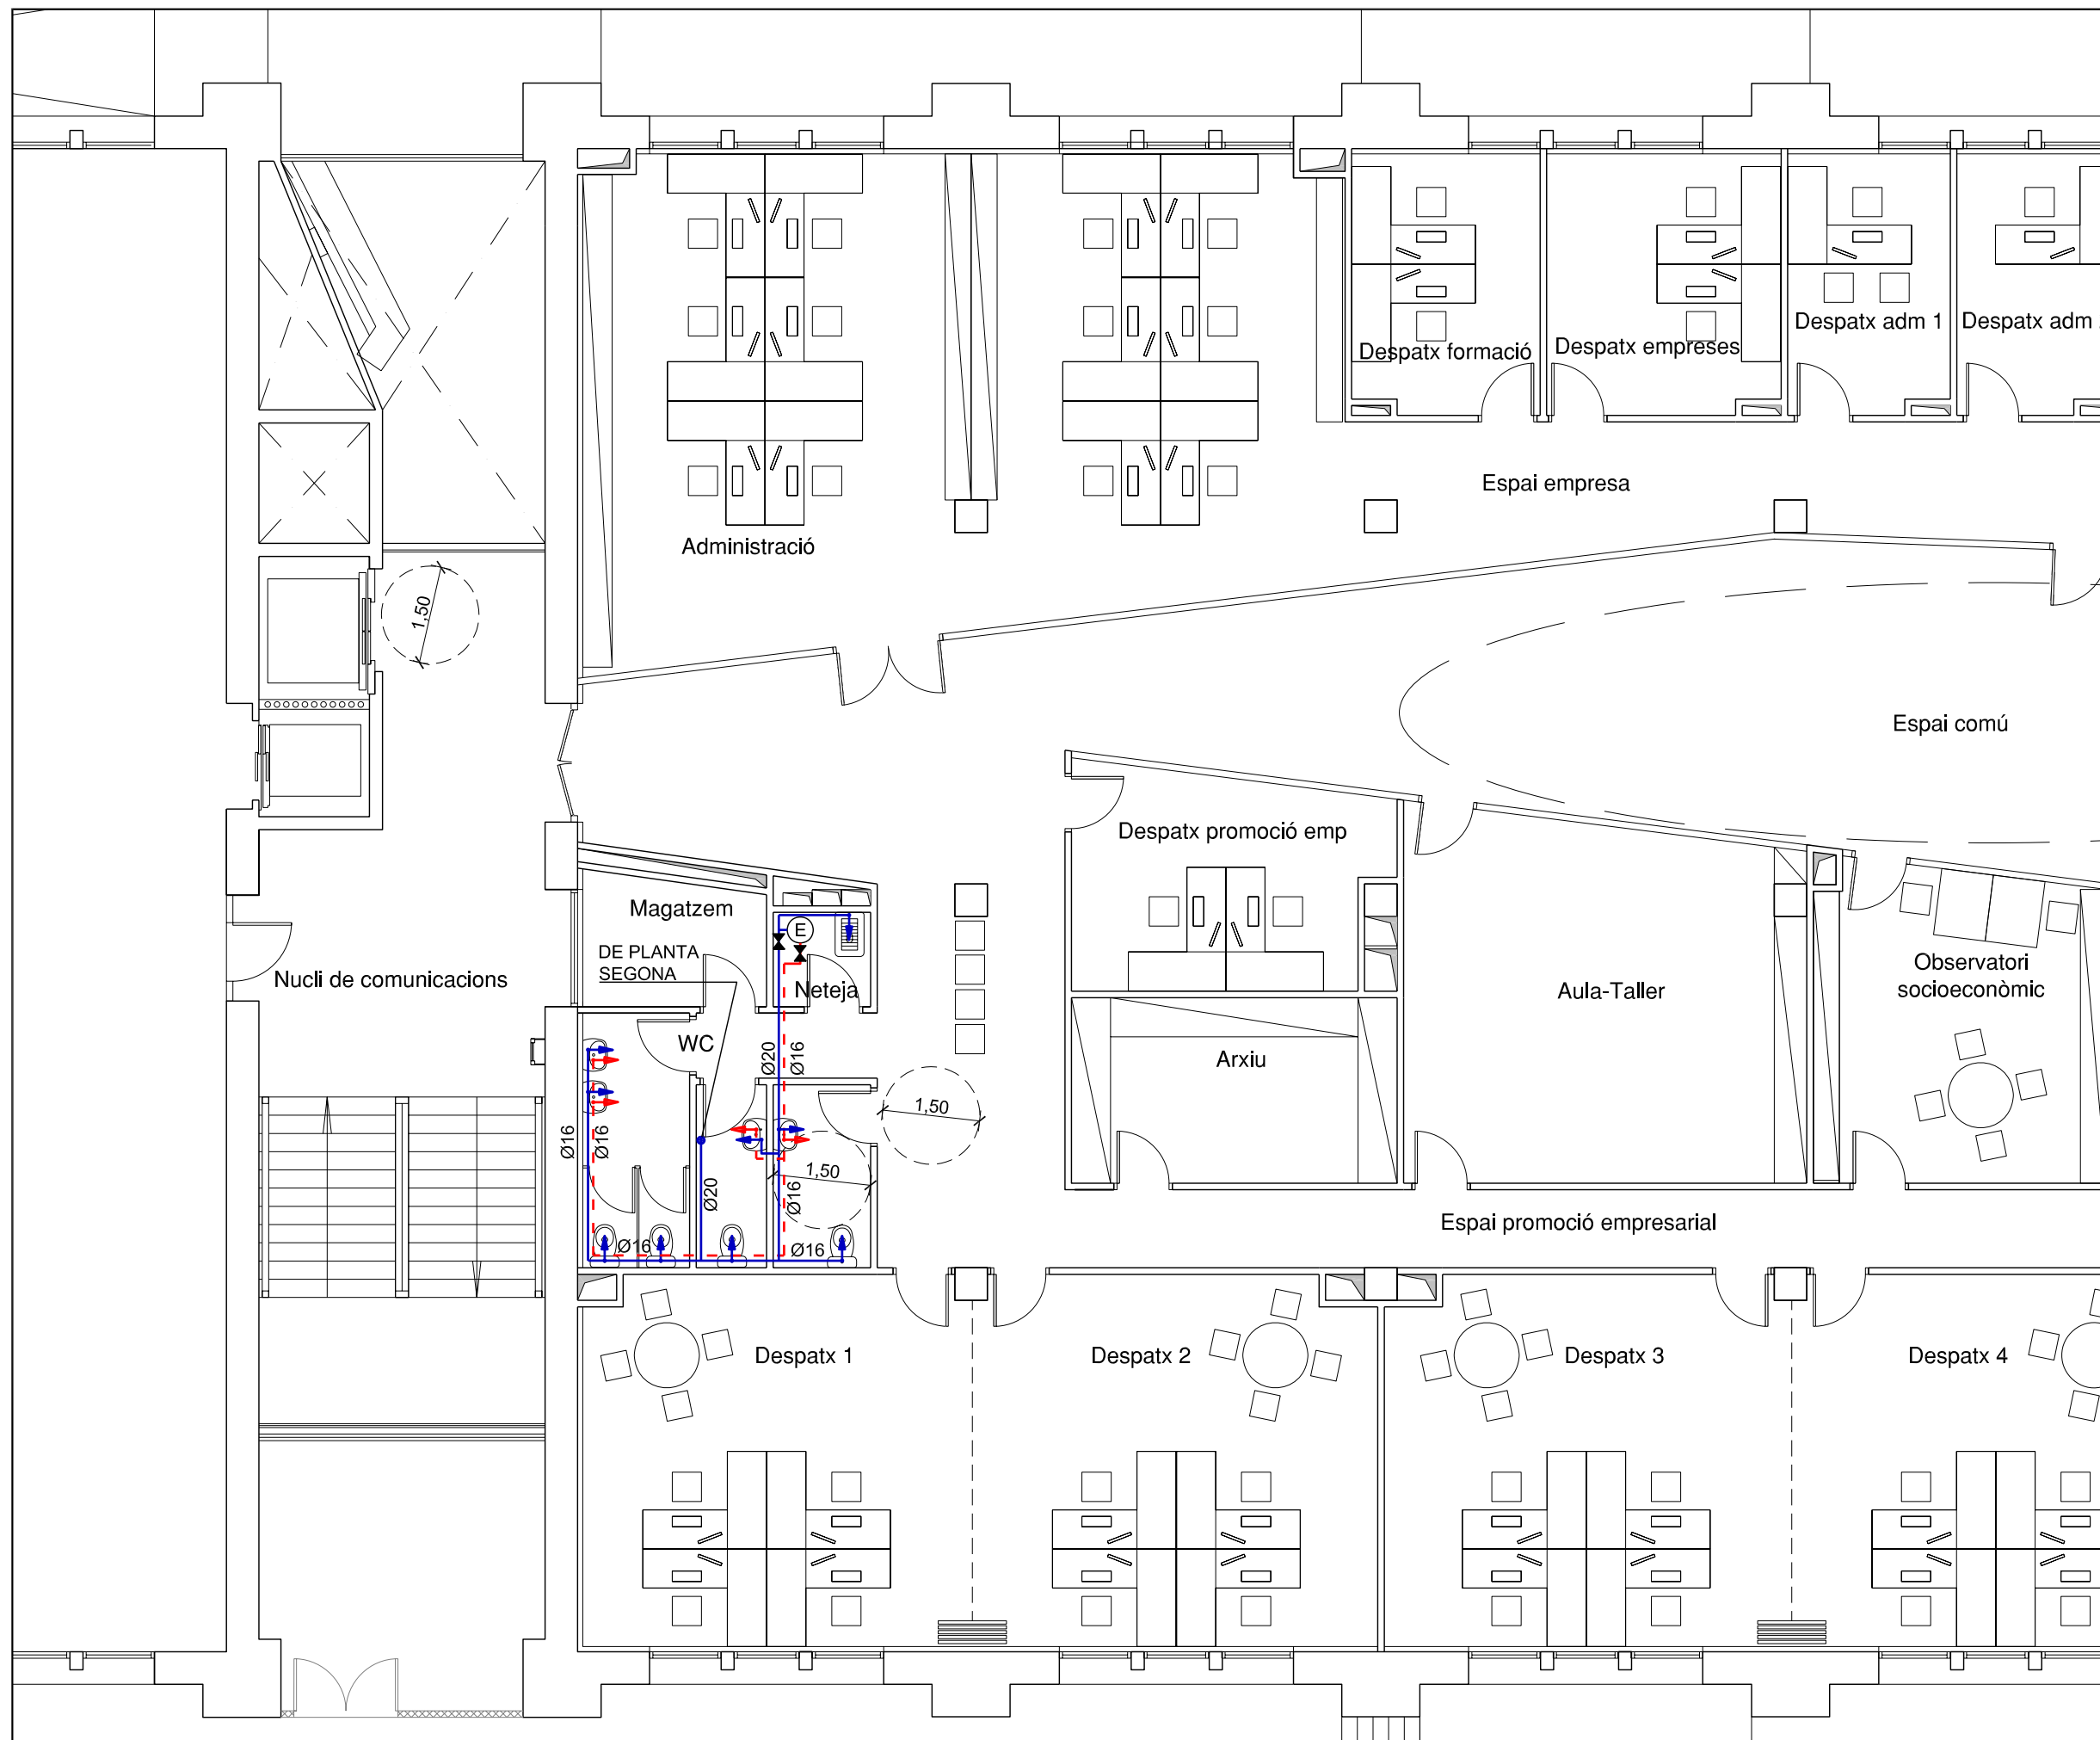 Despatx adm 1
Despatx adm
Despatx formació
Despatx empreses
Espai empresa
Administració
1,50
Espai comú
Despatx promoció emp
Magatzem
E
DE PLANTA
SEGONA
Nucli de comunicacions
Neteja
Observatori
socioeconòmic
Aula-Taller
WC
Ø20
Ø16
Arxiu
1,50
Ø16
Ø16
1,50
Ø20
Ø16
Espai promoció empresarial
Ø16
Ø16
Despatx 1
Despatx 2
Despatx 3
Despatx 4